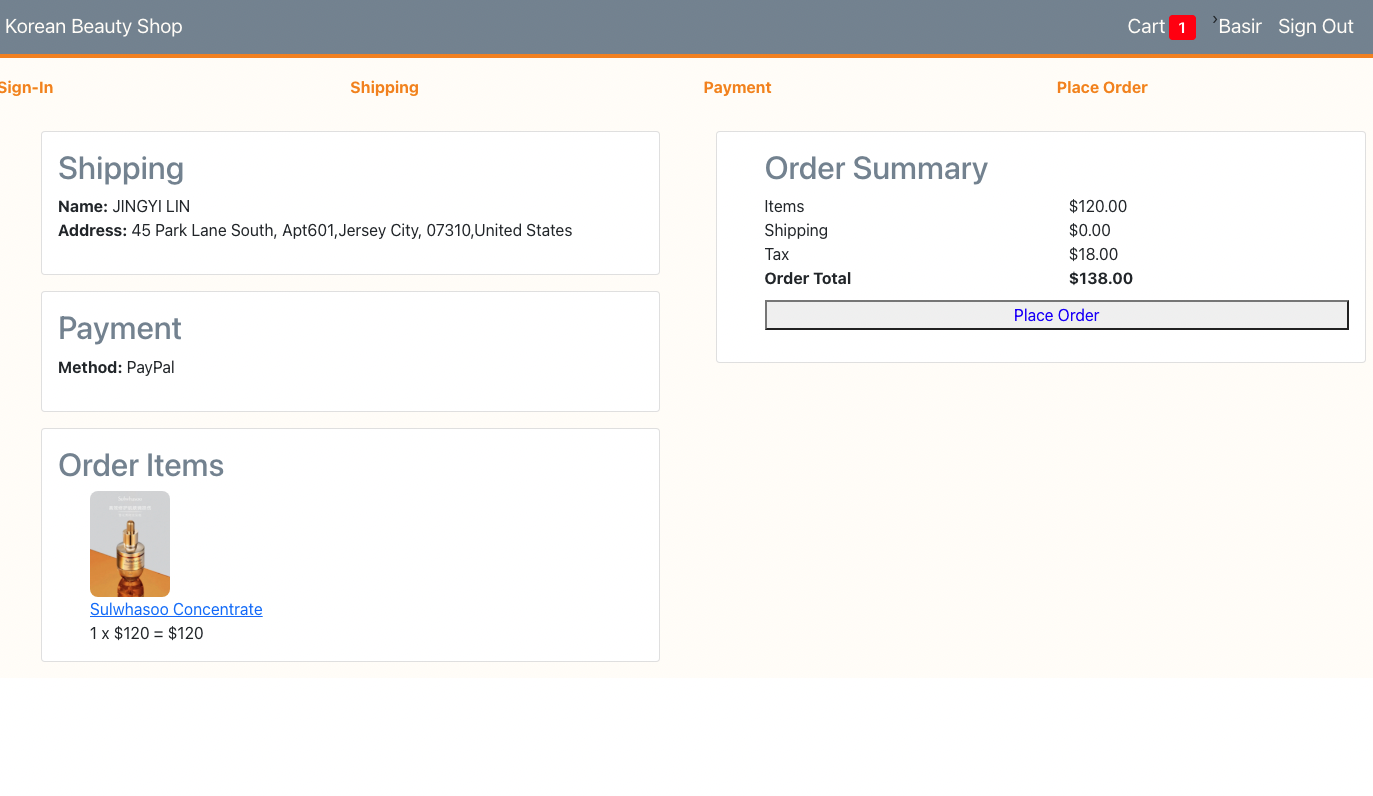 Korean Beauty Shop
Cart 1 ›Basir Sign Out
Sign-In Shipping Payment Place Order
Shipping
Name: JINGYI LIN
Address: 45 Park Lane South, Apt601,Jersey City, 07310,United States
Payment
Method: PayPal
Order Items
Sulwhasoo Concentrate
1 x $120 = $120
Order Summary
Items $120.00
Shipping $0.00
Tax $18.00
Order Total $138.00
Place Order